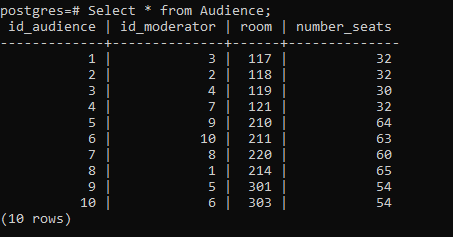 postgres=# Select * from Audience;
 id_audience | id_moderator | room | number_seats
-------------+--------------+------+--------------
           1 |            3 |  117 |           32
           2 |            2 |  118 |           32
           3 |            4 |  119 |           30
           4 |            7 |  121 |           32
           5 |            9 |  210 |           64
           6 |           10 |  211 |           63
           7 |            8 |  220 |           60
           8 |            1 |  214 |           65
           9 |            5 |  301 |           54
          10 |            6 |  303 |           54
(10 rows)